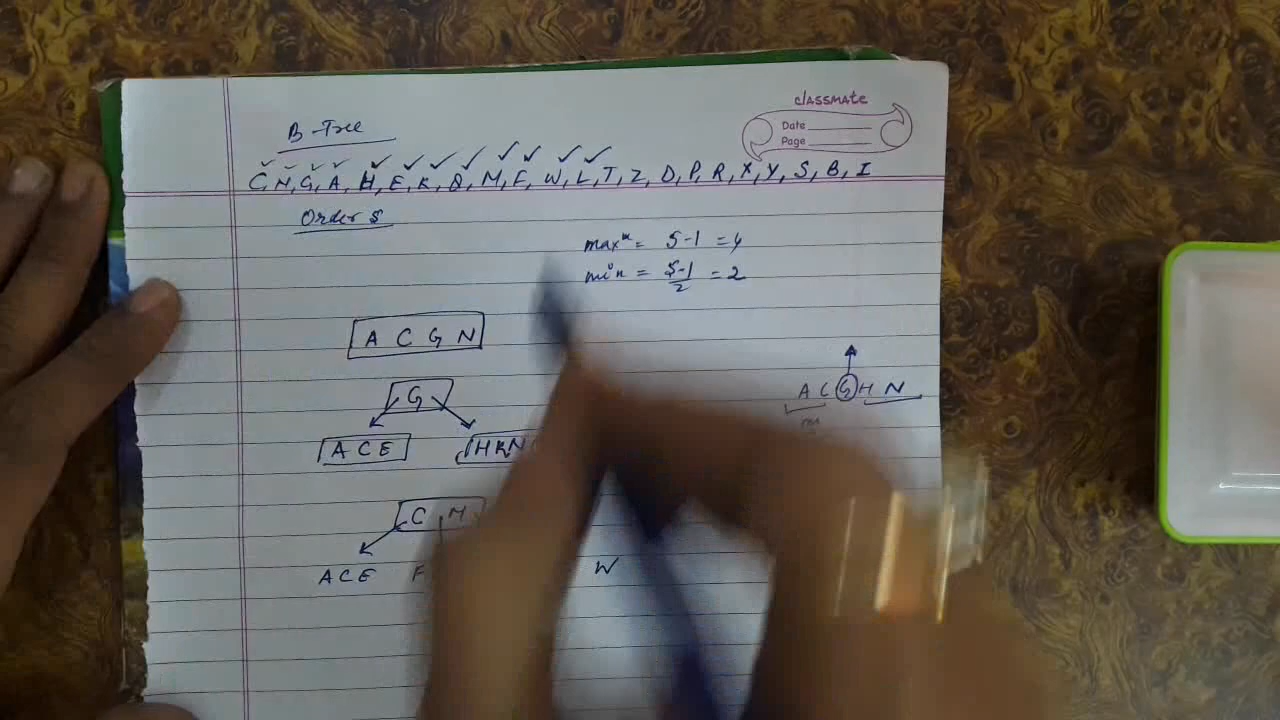 classmate
Date
Page
B-Tree
C, N, G, A, H, E, K, Q, M, F, W, L, T, Z, D, P, R, X, Y, S, B, I
Order 5
max^m = 5-1 = 4
min = 5-1/2 = 2
A C G N
A C G H N
G
A C E
H K N
C M
A C E F W